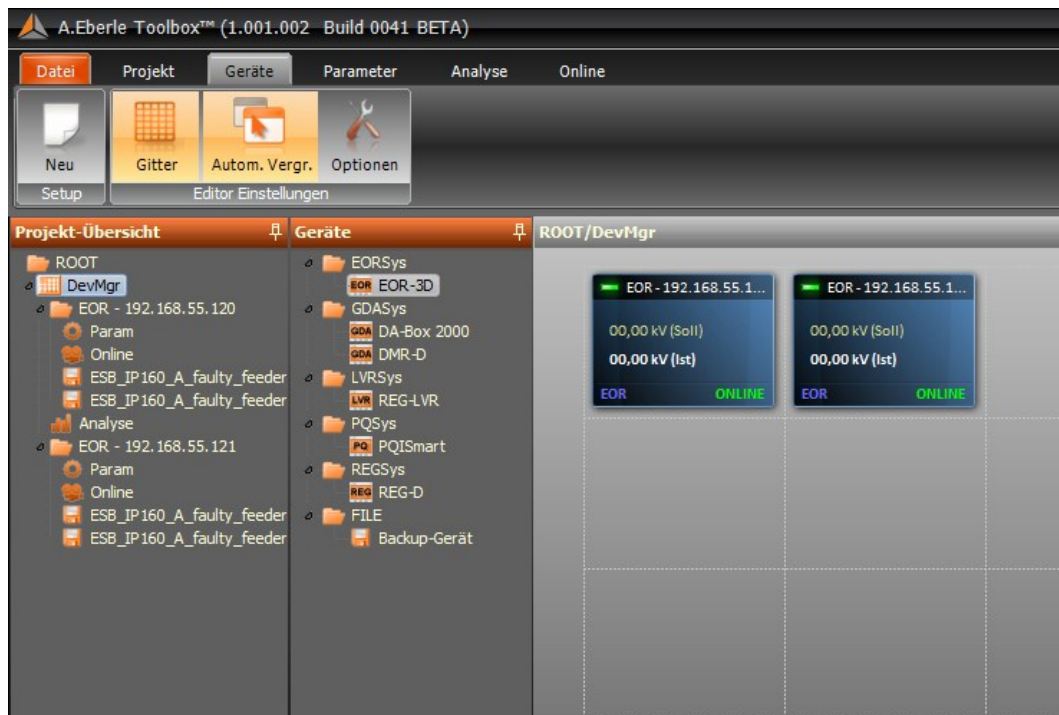 A.Eberle Toolbox™ (1.001.002 Build 0041 BETA)
Datei Projekt Geräte Parameter Analyse Online
Neu Gitter Autom. Vergr. Optionen
Setup Editor Einstellungen
Projekt-Übersicht
ROOT
DevMgr
EOR - 192.168.55.120
Param
Online
ESB_IP160_A_faulty_feeder
ESB_IP160_A_faulty_feeder
Analyse
EOR - 192.168.55.121
Param
Online
ESB_IP160_A_faulty_feeder
ESB_IP160_A_faulty_feeder
Geräte
EORSys
EOR EOR-3D
GDASys
GDA DA-Box 2000
GDA DMR-D
LVRSys
LVR REG-LVR
PQSys
PQ PQISmart
REGSys
REG REG-D
FILE
Backup-Gerät
ROOT/DevMgr
EOR - 192.168.55.1...
00,00 kV (Soll)
00,00 kV (Ist)
EOR ONLINE
EOR - 192.168.55.1...
00,00 kV (Soll)
00,00 kV (Ist)
EOR ONLINE